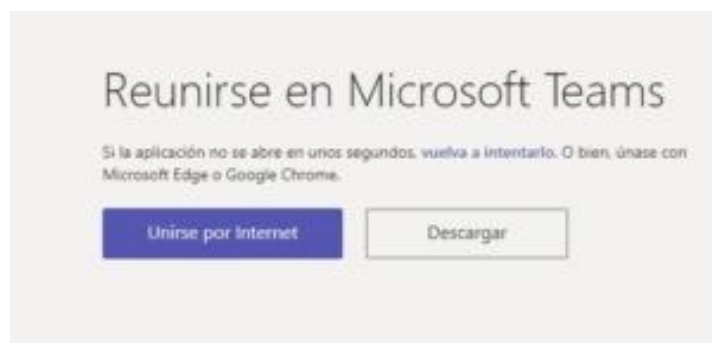 Reunirse en Microsoft Teams
Si la aplicación no se abre en unos segundos, vuelva a intentarlo. O bien, únase con
Microsoft Edge o Google Chrome.
Unirse por Internet
Descargar